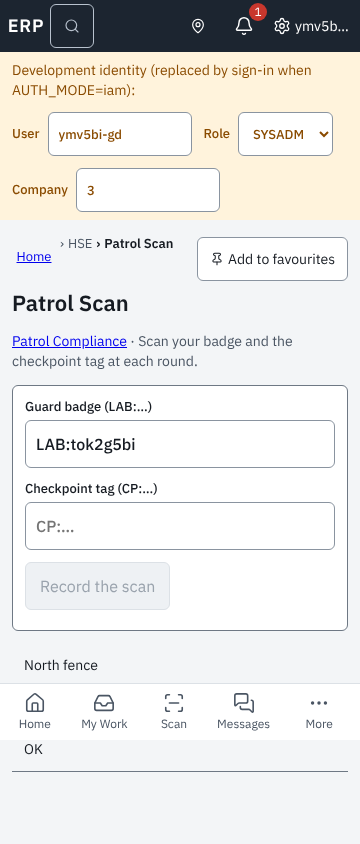 ERP
1
ymv5b...
Development identity (replaced by sign-in when
AUTH_MODE=iam):
User
ymv5bi-gd
Role
SYSADM
Company
3
Home
› HSE › Patrol Scan
Add to favourites
Patrol Scan
Patrol Compliance · Scan your badge and the
checkpoint tag at each round.
Guard badge (LAB:...)
LAB:tok2g5bi
Checkpoint tag (CP:...)
CP:...
Record the scan
North fence
Home
My Work
Scan
Messages
More
OK